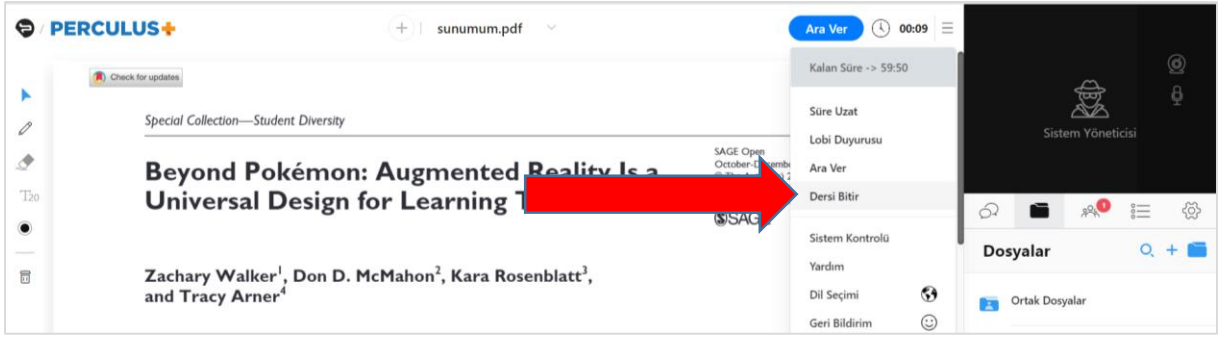 / PERCULUS+
sunumum.pdf
Ara Ver
00:09
Kalan Süre -> 59:50
Süre Uzat
Lobi Duyurusu
Ara Ver
Dersi Bitir
Sistem Kontrolü
Yardım
Dil Seçimi
Geri Bildirim
T20
Check for updates
Special Collection—Student Diversity
Beyond Pokémon: Augmented Reality Is a
Universal Design for Learning
SAGE Open
SAGE
Zachary Walker1, Don D. McMahon2, Kara Rosenblatt3,
and Tracy Arner4
Sistem Yöneticisi
1
Dosyalar
Ortak Dosyalar